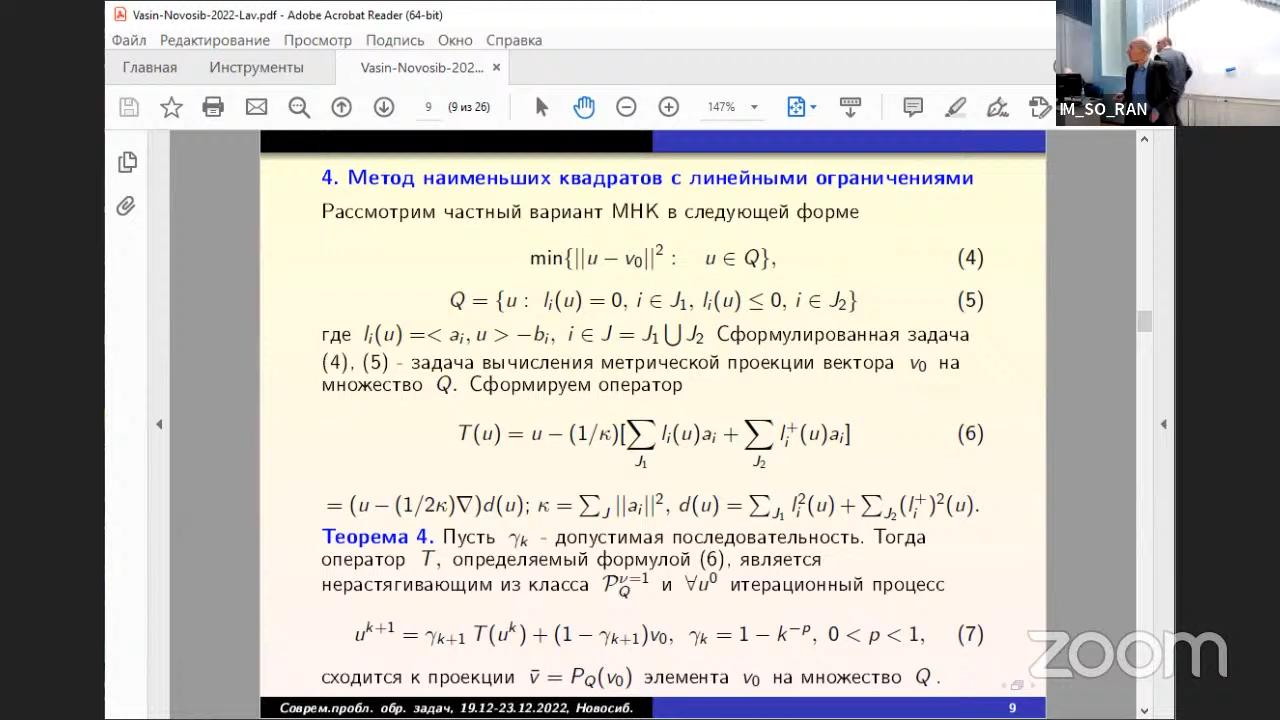 Vasin-Novosib-2022-Lav.pdf - Adobe Acrobat Reader (64-bit)
Файл Редактирование Просмотр Подпись Окно Справка
Главная Инструменты Vasin-Novosib-202... ×
9 (9 из 26) 147%
IM_SO_RAN
4. Метод наименьших квадратов с линейными ограничениями
Рассмотрим частный вариант МНК в следующей форме
min{||u − v₀||² : u ∈ Q}, (4)
Q = {u : lᵢ(u) = 0, i ∈ J₁, lᵢ(u) ≤ 0, i ∈ J₂} (5)
где lᵢ(u) =< aᵢ, u > −bᵢ, i ∈ J = J₁ ⋃ J₂ Сформулированная задача
(4), (5) - задача вычисления метрической проекции вектора v₀ на
множество Q. Сформируем оператор
T(u) = u − (1/κ)[∑_{J₁} lᵢ(u)aᵢ + ∑_{J₂} lᵢ⁺(u)aᵢ] (6)
= (u − (1/2κ)∇)d(u); κ = ∑_J ||aᵢ||², d(u) = ∑_{J₁} lᵢ²(u) + ∑_{J₂}(lᵢ⁺)²(u).
Теорема 4. Пусть γₖ - допустимая последовательность. Тогда
оператор T, определяемый формулой (6), является
нерастягивающим из класса 𝒫_Q^{ν=1} и ∀u⁰ итерационный процесс
uᵏ⁺¹ = γₖ₊₁ T(uᵏ) + (1 − γₖ₊₁)v₀, γₖ = 1 − k⁻ᵖ, 0 < p < 1, (7)
сходится к проекции v̄ = P_Q(v₀) элемента v₀ на множество Q .
zoom
Соврем.пробл. обр. задач, 19.12-23.12.2022, Новосиб. 9